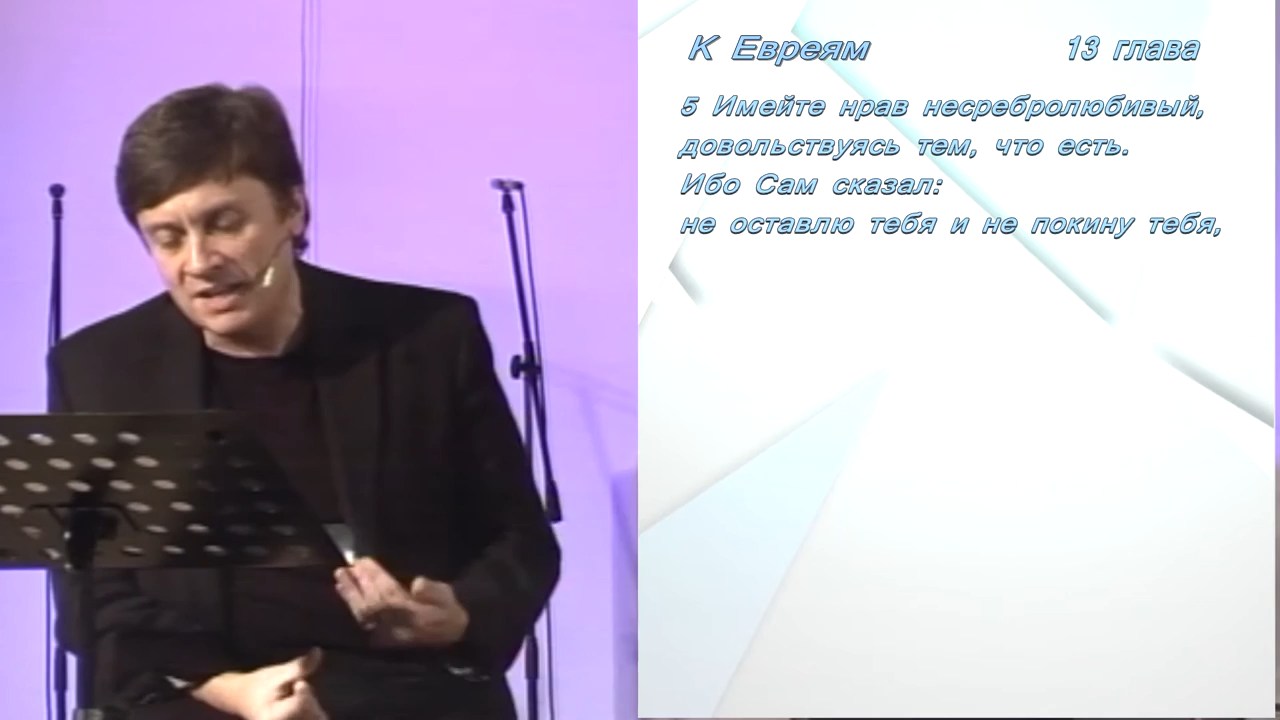 К Евреям 13 глава
5 Имейте нрав несребролюбивый,
довольствуясь тем, что есть.
Ибо Сам сказал:
не оставлю тебя и не покину тебя,